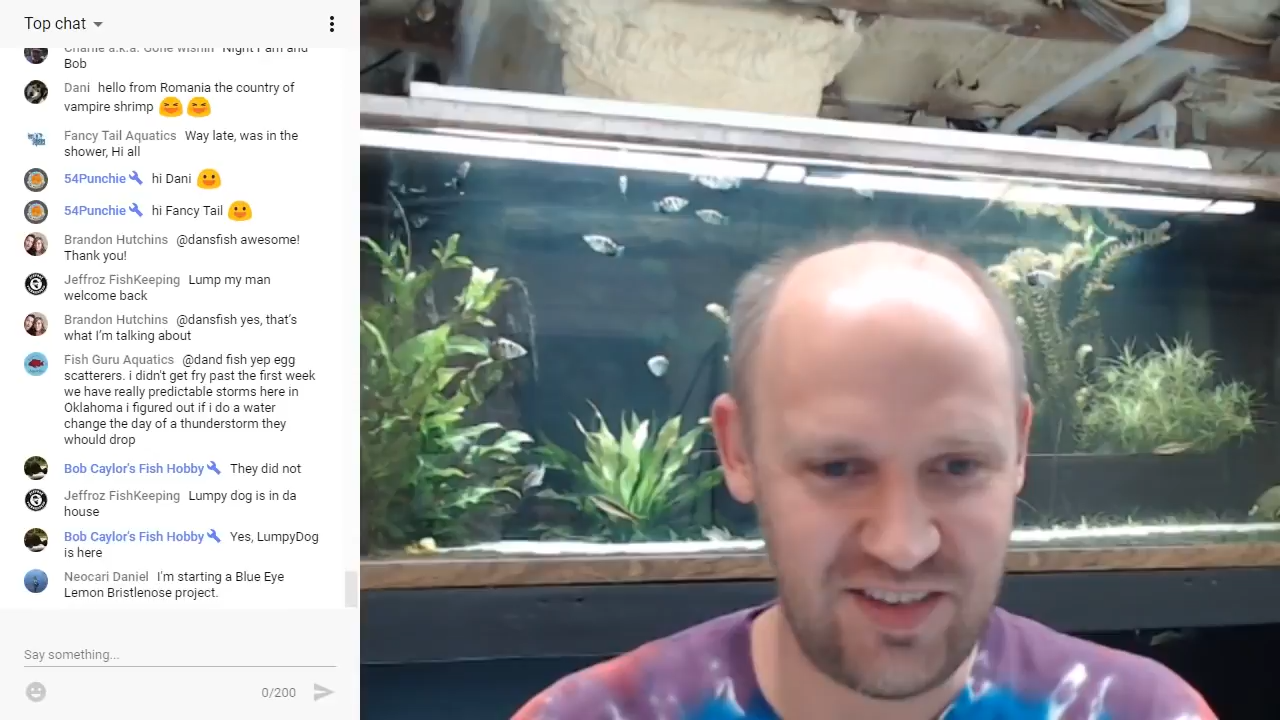 Top chat
Charlie a.k.a. Gone wishin Night Pam and
Bob
Dani hello from Romania the country of
vampire shrimp
Fancy Tail Aquatics Way late, was in the
shower, Hi all
54Punchie hi Dani
54Punchie hi Fancy Tail
Brandon Hutchins @dansfish awesome!
Thank you!
Jeffroz FishKeeping Lump my man
welcome back
Brandon Hutchins @dansfish yes, that's
what I'm talking about
Fish Guru Aquatics @dand fish yep egg
scatterers. i didn't get fry past the first week
we have really predictable storms here in
Oklahoma i figured out if i do a water
change the day of a thunderstorm they
whould drop
Bob Caylor's Fish Hobby They did not
Jeffroz FishKeeping Lumpy dog is in da
house
Bob Caylor's Fish Hobby Yes, LumpyDog
is here
Neocari Daniel I'm starting a Blue Eye
Lemon Bristlenose project.
Say something...
0/200